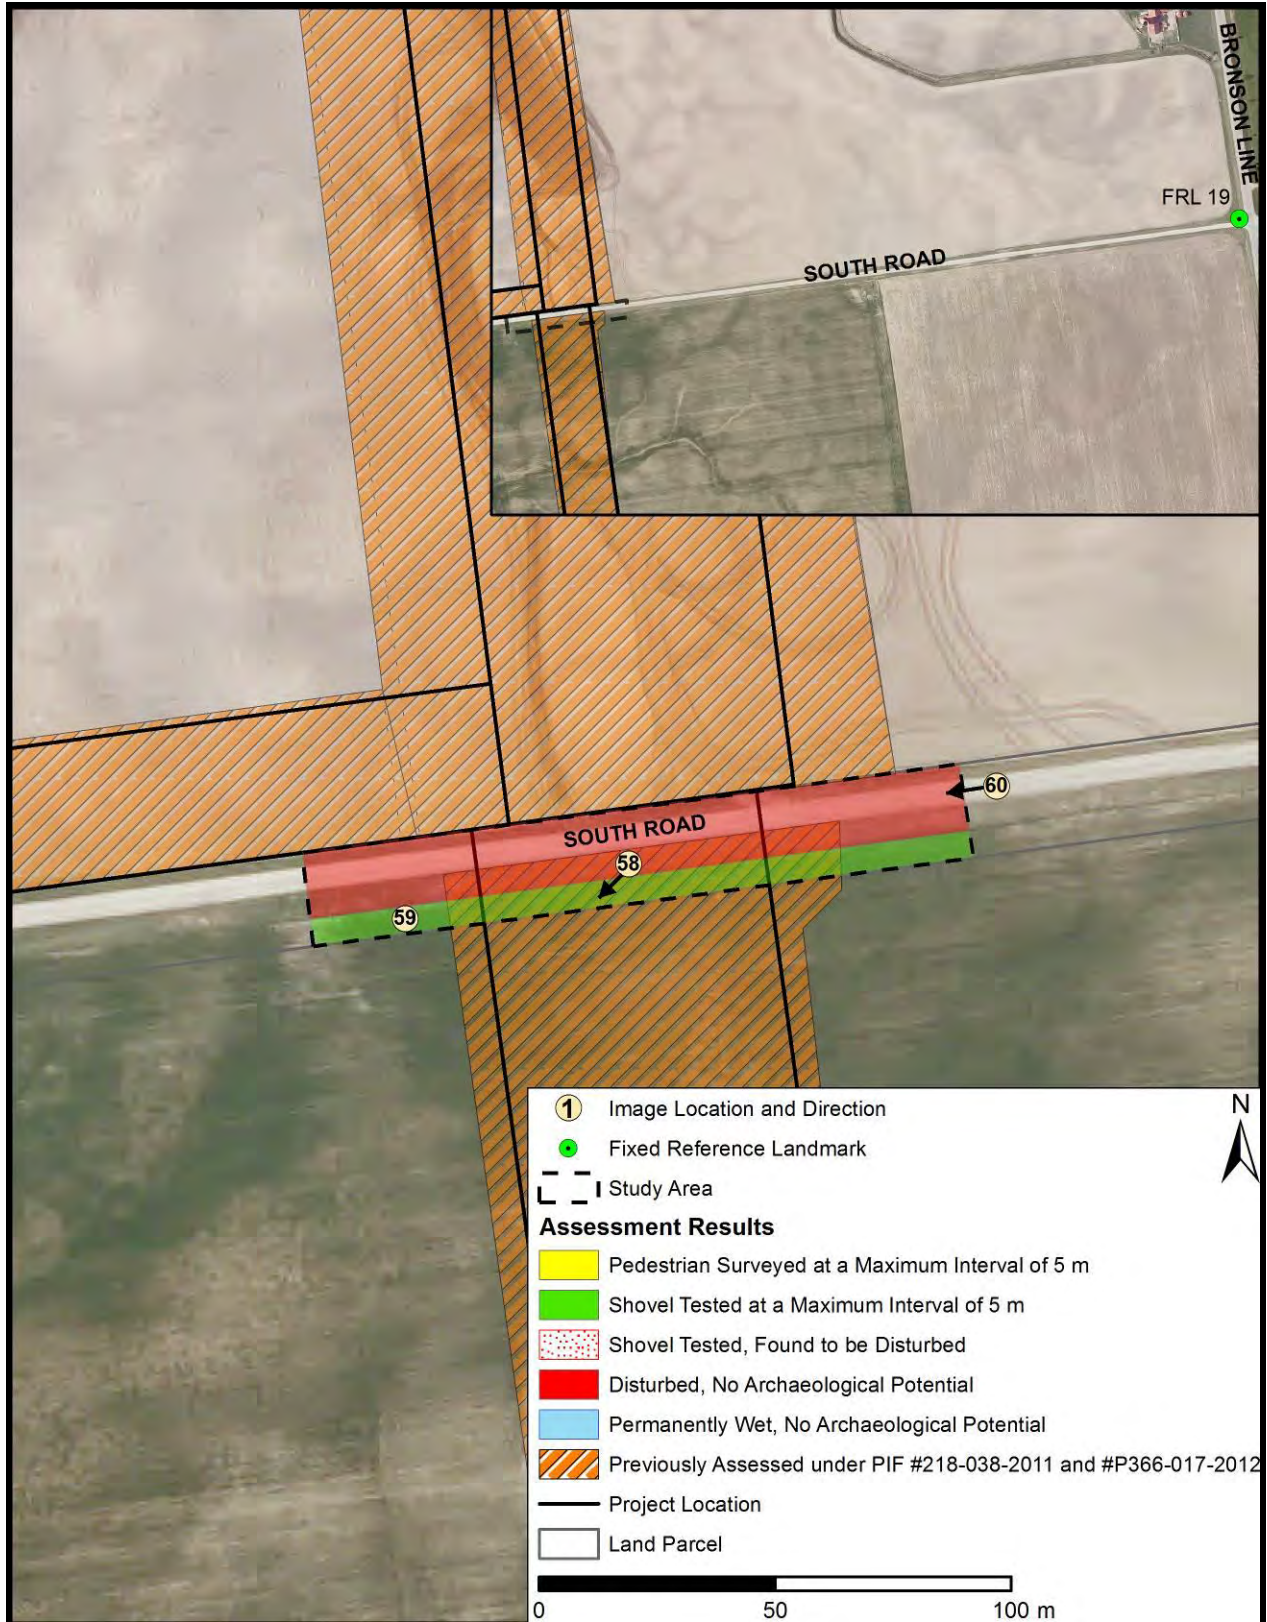 BRONSON LINE
FRL 19
SOUTH ROAD
60
SOUTH ROAD
58
59
1 Image Location and Direction
N
Fixed Reference Landmark
Study Area
Assessment Results
Pedestrian Surveyed at a Maximum Interval of 5 m
Shovel Tested at a Maximum Interval of 5 m
Shovel Tested, Found to be Disturbed
Disturbed, No Archaeological Potential
Permanently Wet, No Archaeological Potential
Previously Assessed under PIF #218-038-2011 and #P366-017-2012
Project Location
Land Parcel
0 50 100 m